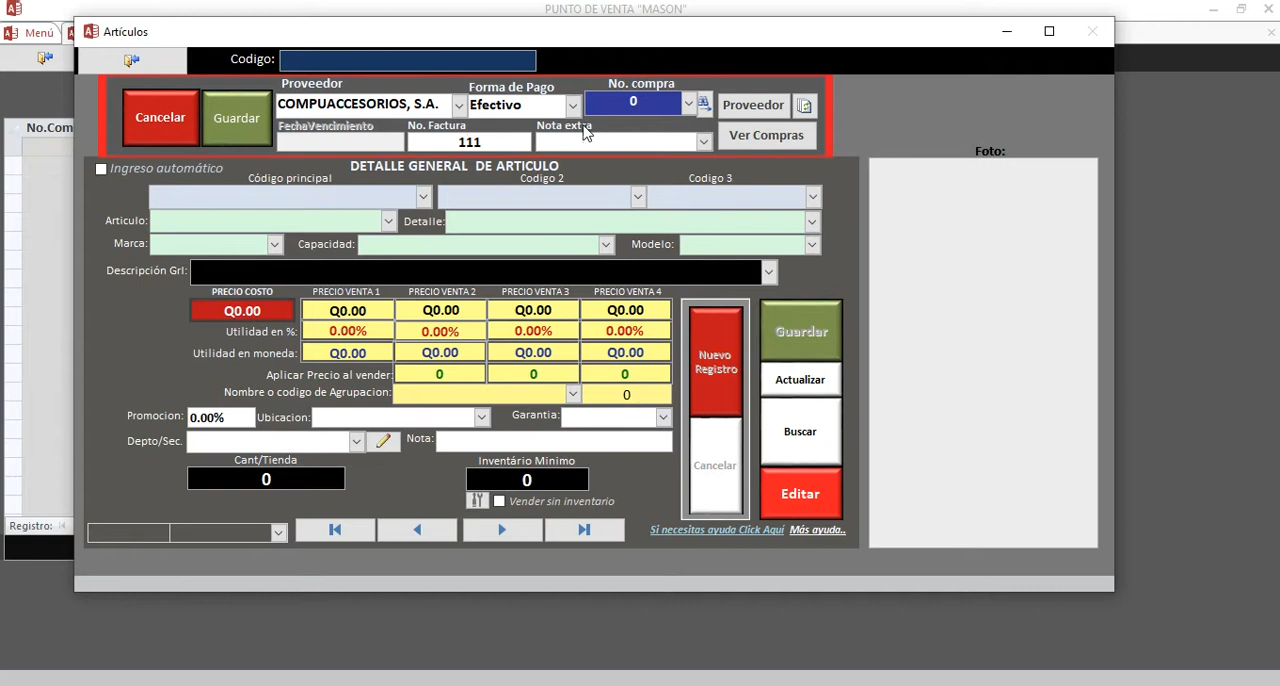 PUNTO DE VENTA "MASON"
Menú
Artículos
Codigo:
Proveedor
Forma de Pago
No. compra
Cancelar
Guardar
COMPUACCESORIOS, S.A.
Efectivo
0
Proveedor
FechaVencimiento
No. Factura
Nota extra
111
Ver Compras
No.Com
Foto:
Ingreso automático
DETALLE GENERAL DE ARTICULO
Código principal
Codigo 2
Codigo 3
Articulo:
Detalle:
Marca:
Capacidad:
Modelo:
Descripción Grl:
PRECIO COSTO
PRECIO VENTA 1
PRECIO VENTA 2
PRECIO VENTA 3
PRECIO VENTA 4
Q0.00
Q0.00
Q0.00
Q0.00
Q0.00
Utilidad en %:
0.00%
0.00%
0.00%
0.00%
Utilidad en moneda:
Q0.00
Q0.00
Q0.00
Q0.00
Aplicar Precio al vender:
0
0
0
Nombre o codigo de Agrupacion:
0
Nuevo
Registro
Cancelar
Guardar
Actualizar
Buscar
Editar
Promocion:
0.00%
Ubicacion:
Garantia:
Depto/Sec.
Nota:
Cant/Tienda
Inventário Minimo
0
0
Vender sin inventario
Registro:
Si necesitas ayuda Click Aqui
Más ayuda..